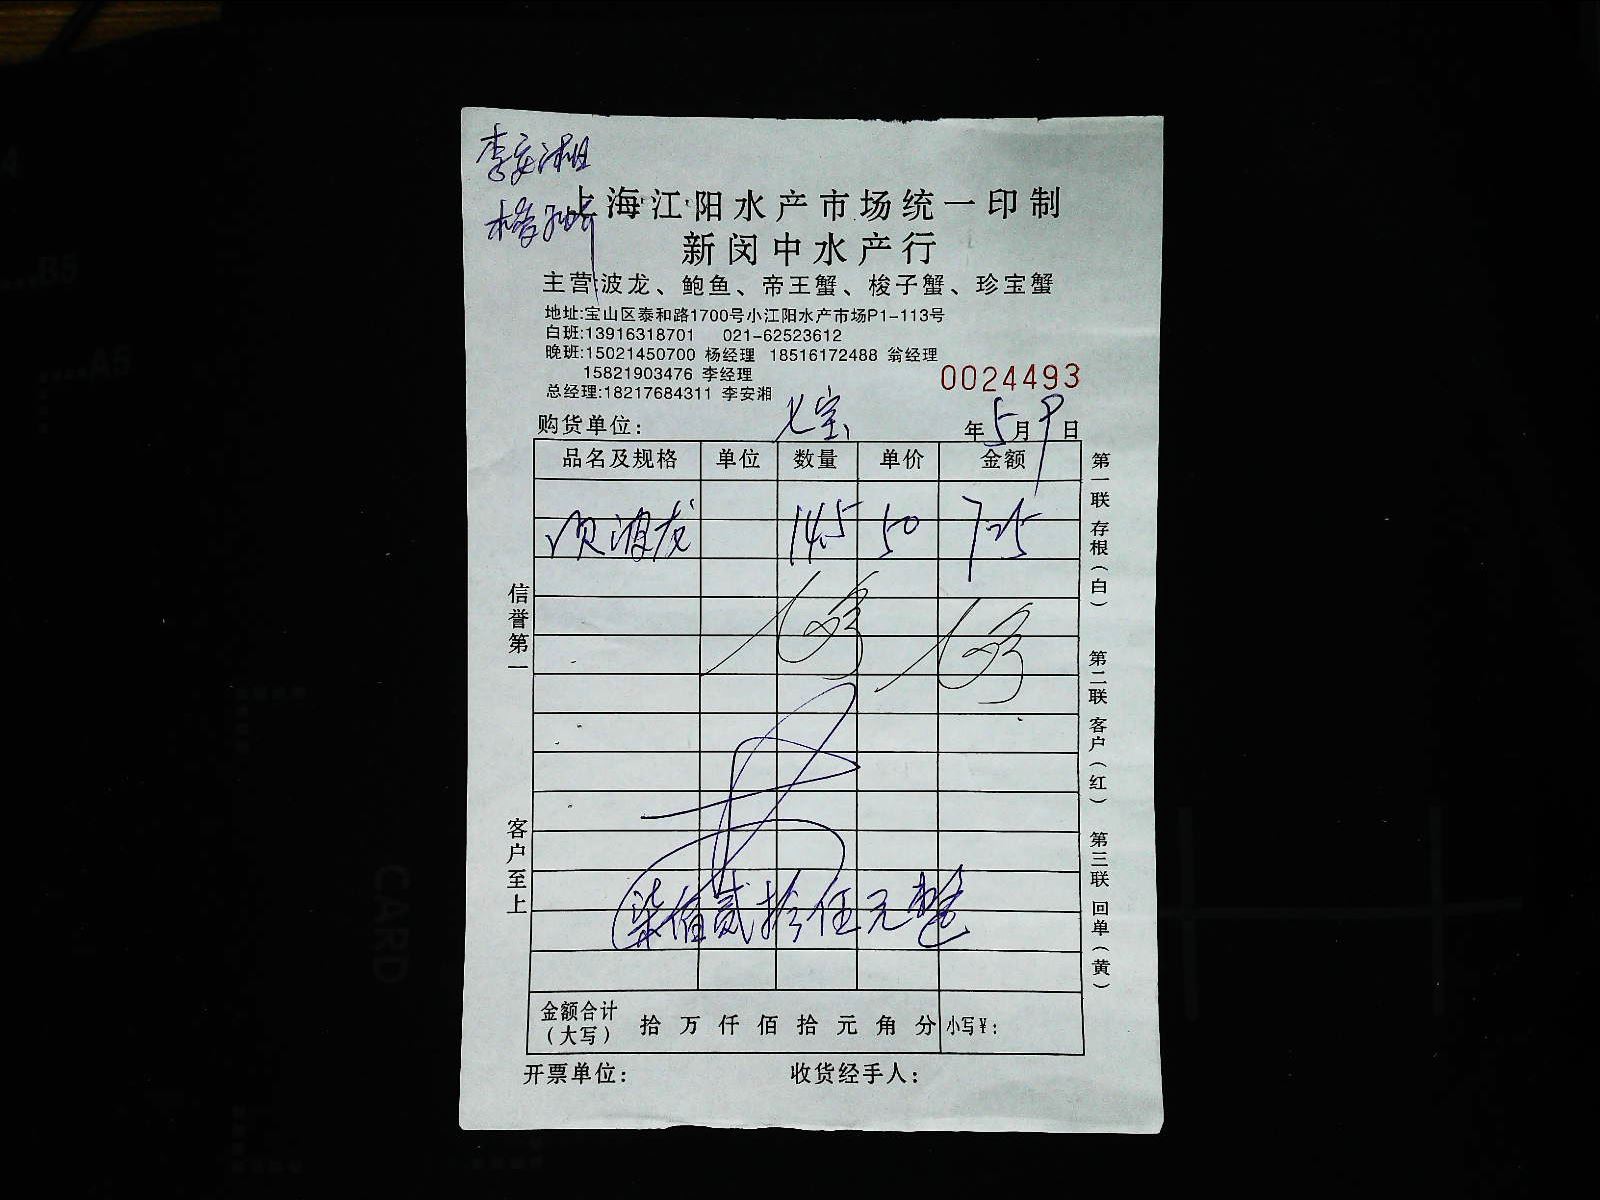 李安湘
上海江阳水产市场统一印制
新闵中水产行
主营:波龙、鲍鱼、帝王蟹、梭子蟹、珍宝蟹
地址:宝山区泰和路1700号小江阳水产市场P1-113号
白班:13916318701 021-62523612
晚班:15021450700 杨经理 18516172488 翁经理
15821903476 李经理
总经理:18217684311 李安湘
0024493
购货单位: 七宝 年5月9日
品名及规格 单位 数量 单价 金额
波龙 14.5 50 725
柒佰贰拾伍元整
金额合计
(大写) 拾 万 仟 佰 拾 元 角 分 小写¥:
开票单位: 收货经手人:
信誉第一
客户至上
第一联 存根(白)
第二联 客户(红)
第三联 回单(黄)